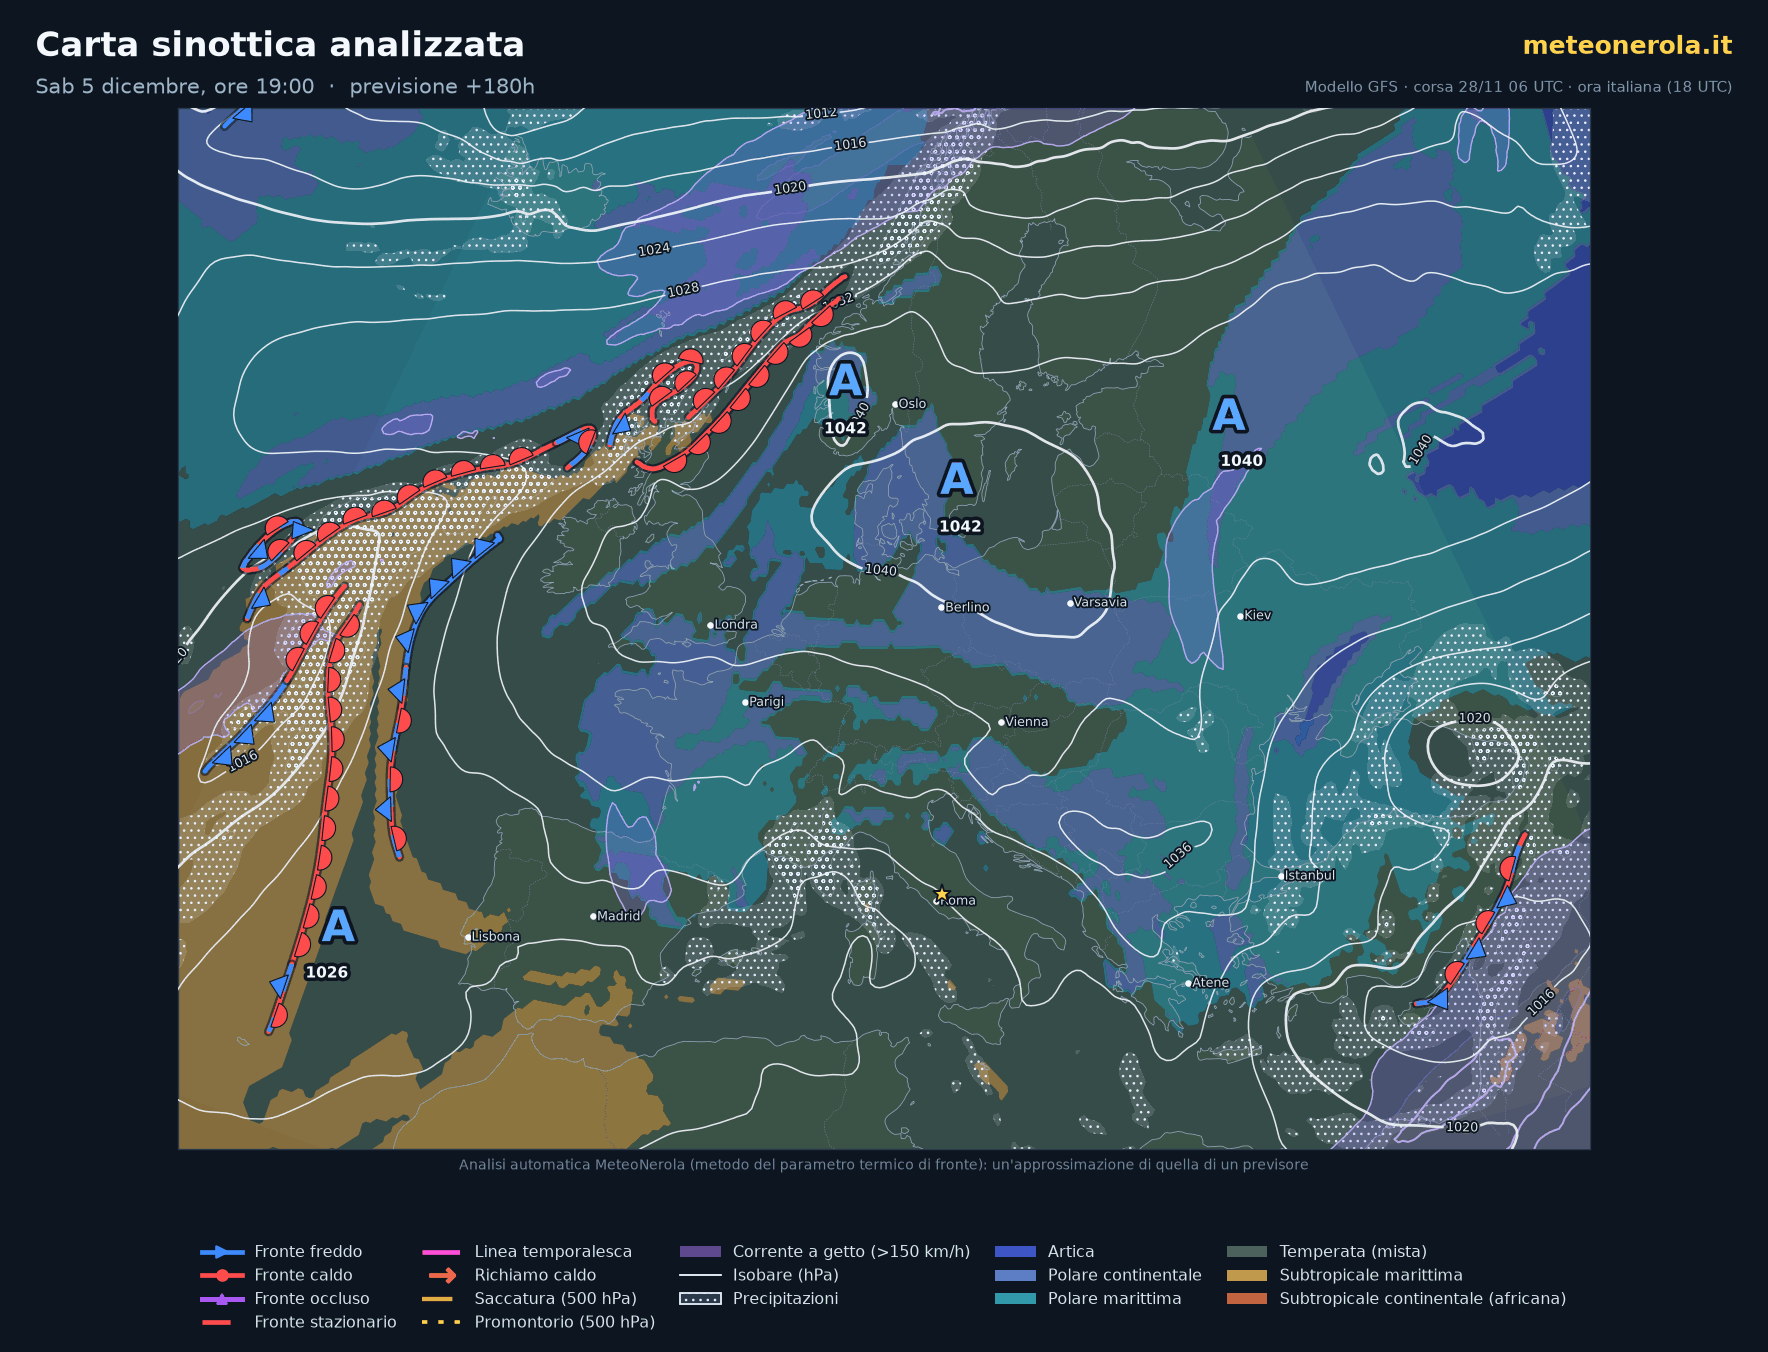 Carta sinottica analizzata
meteonerola.it
Sab 5 dicembre, ore 19:00 · previsione +180h
Modello GFS · corsa 28/11 06 UTC · ora italiana (18 UTC)
1012
1016
1020
1024
1028
A
1042
Oslo
A
1040
1040
A
1042
1040
Berlino
Varsavia
Kiev
Londra
Parigi
Vienna
1020
1016
1036
Istanbul
Roma
Madrid
Lisbona
A
1026
Atene
1016
1020
Analisi automatica MeteoNerola (metodo del parametro termico di fronte): un'approssimazione di quella di un previsore
Fronte freddo
Fronte caldo
Fronte occluso
Fronte stazionario
Linea temporalesca
Richiamo caldo
Saccatura (500 hPa)
Promontorio (500 hPa)
Corrente a getto (>150 km/h)
Isobare (hPa)
Precipitazioni
Artica
Polare continentale
Polare marittima
Temperata (mista)
Subtropicale marittima
Subtropicale continentale (africana)